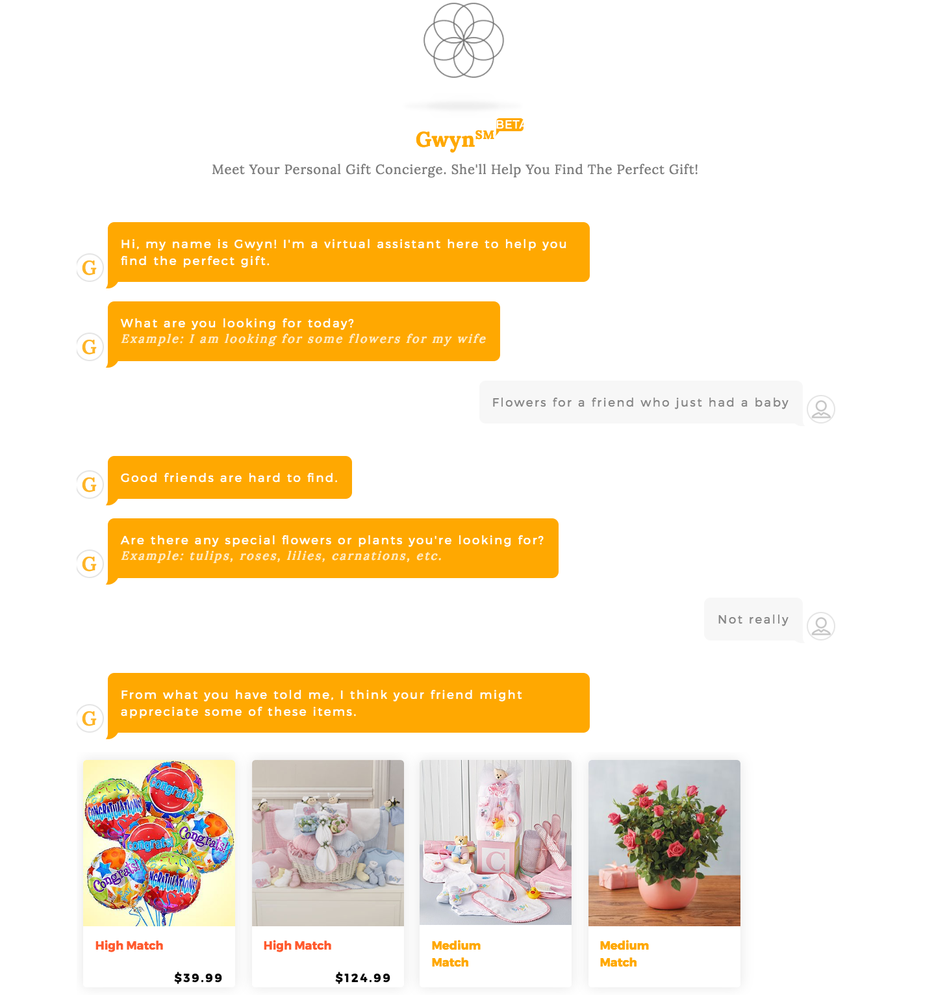 BETA
Gwyn SM
Meet Your Personal Gift Concierge. She'll Help You Find The Perfect Gift!
Hi, my name is Gwyn! I'm a virtual assistant here to help you
find the perfect gift.
G
What are you looking for today?
Example: I am looking for some flowers for my wife
G
Flowers for a friend who just had a baby
Good friends are hard to find.
G
Are there any special flowers or plants you're looking for?
Example: tulips, roses, lilies, carnations, etc.
G
Not really
From what you have told me, I think your friend might
appreciate some of these items.
G
Congrats!
CONGRATULATIONS!
Congrats!
Congrats!
Congrats!
CONGRATULATIONS!
C
High Match
High Match
Medium
Match
Medium
Match
$39.99
$124.99